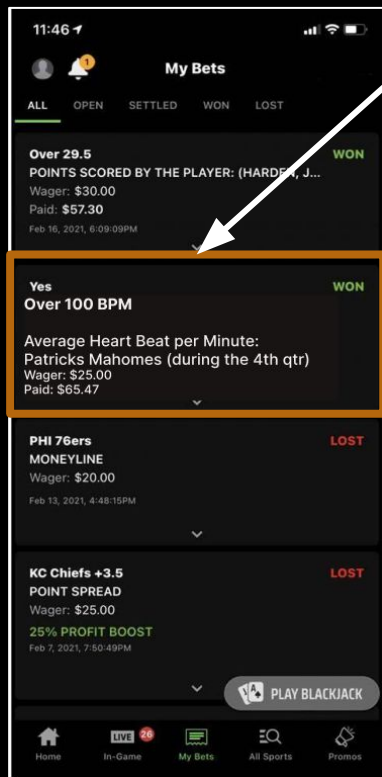 11:46
1
My Bets
ALL OPEN SETTLED WON LOST
Over 29.5 WON
POINTS SCORED BY THE PLAYER: (HARDEN, J...
Wager: $30.00
Paid: $57.30
Feb 16, 2021, 6:09:09PM
Yes WON
Over 100 BPM
Average Heart Beat per Minute:
Patricks Mahomes (during the 4th qtr)
Wager: $25.00
Paid: $65.47
PHI 76ers LOST
MONEYLINE
Wager: $20.00
Feb 13, 2021, 4:48:15PM
KC Chiefs +3.5 LOST
POINT SPREAD
Wager: $25.00
25% PROFIT BOOST
Feb 7, 2021, 7:50:49PM
A PLAY BLACKJACK
LIVE 26
Home In-Game My Bets All Sports Promos